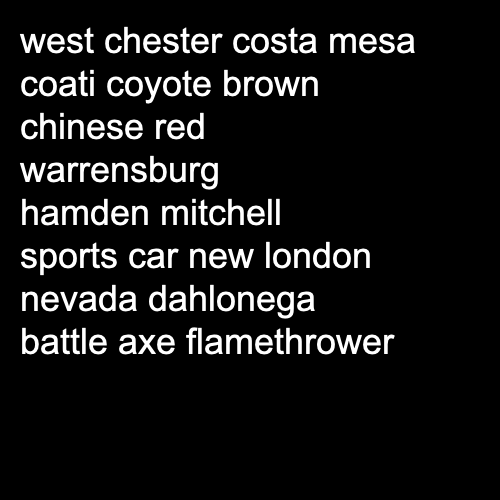 west chester costa mesa
coati coyote brown
chinese red
warrensburg
hamden mitchell
sports car new london
nevada dahlonega
battle axe flamethrower